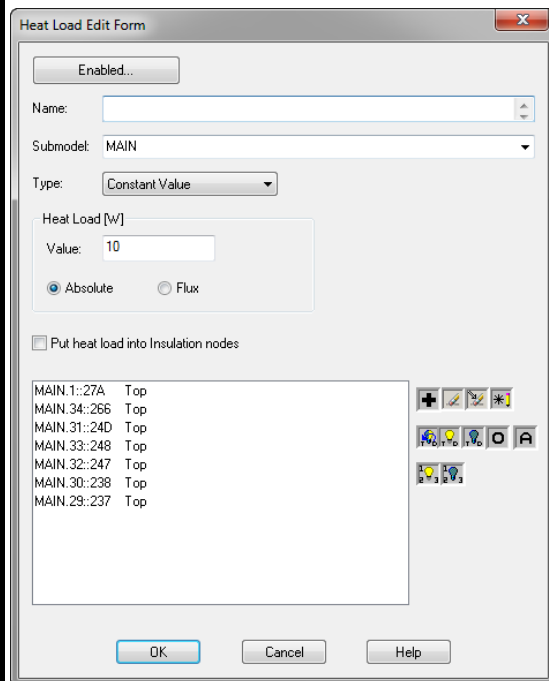 Heat Load Edit Form
Enabled...
Name:
Submodel: MAIN
Type: Constant Value
Heat Load [W]
Value: 10
Absolute Flux
Put heat load into Insulation nodes
MAIN.1::27A Top
MAIN.34::266 Top
MAIN.31::24D Top
MAIN.33::248 Top
MAIN.32::247 Top
MAIN.30::238 Top
MAIN.29::237 Top
OK Cancel Help